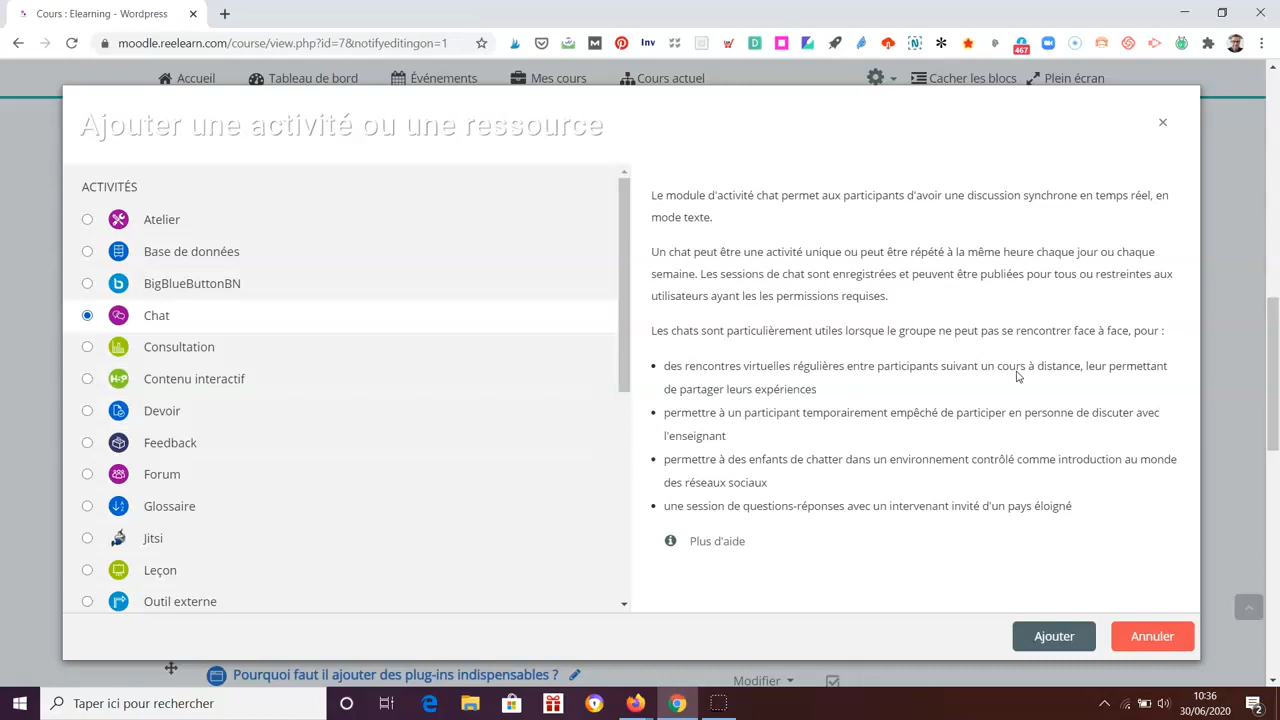 Cours : Elearning - Wordpress
moodle.reelearn.com/course/view.php?id=7&notifyeditingon=1
Inv
467
Accueil
Tableau de bord
Événements
Mes cours
Cours actuel
Cacher les blocs
Plein écran
Ajouter une activité ou une ressource
ACTIVITÉS
Atelier
Base de données
BigBlueButtonBN
Chat
Consultation
Contenu interactif
Devoir
Feedback
Forum
Glossaire
Jitsi
Leçon
Outil externe
Le module d'activité chat permet aux participants d'avoir une discussion synchrone en temps réel, en
mode texte.
Un chat peut être une activité unique ou peut être répété à la même heure chaque jour ou chaque
semaine. Les sessions de chat sont enregistrées et peuvent être publiées pour tous ou restreintes aux
utilisateurs ayant les les permissions requises.
Les chats sont particulièrement utiles lorsque le groupe ne peut pas se rencontrer face à face, pour :
des rencontres virtuelles régulières entre participants suivant un cours à distance, leur permettant
de partager leurs expériences
permettre à un participant temporairement empêché de participer en personne de discuter avec
l'enseignant
permettre à des enfants de chatter dans un environnement contrôlé comme introduction au monde
des réseaux sociaux
une session de questions-réponses avec un intervenant invité d'un pays éloigné
Plus d'aide
Ajouter
Annuler
Pourquoi faut il ajouter des plug-ins indispensables ?
Modifier
Taper ici pour rechercher
10:36
30/06/2020
2